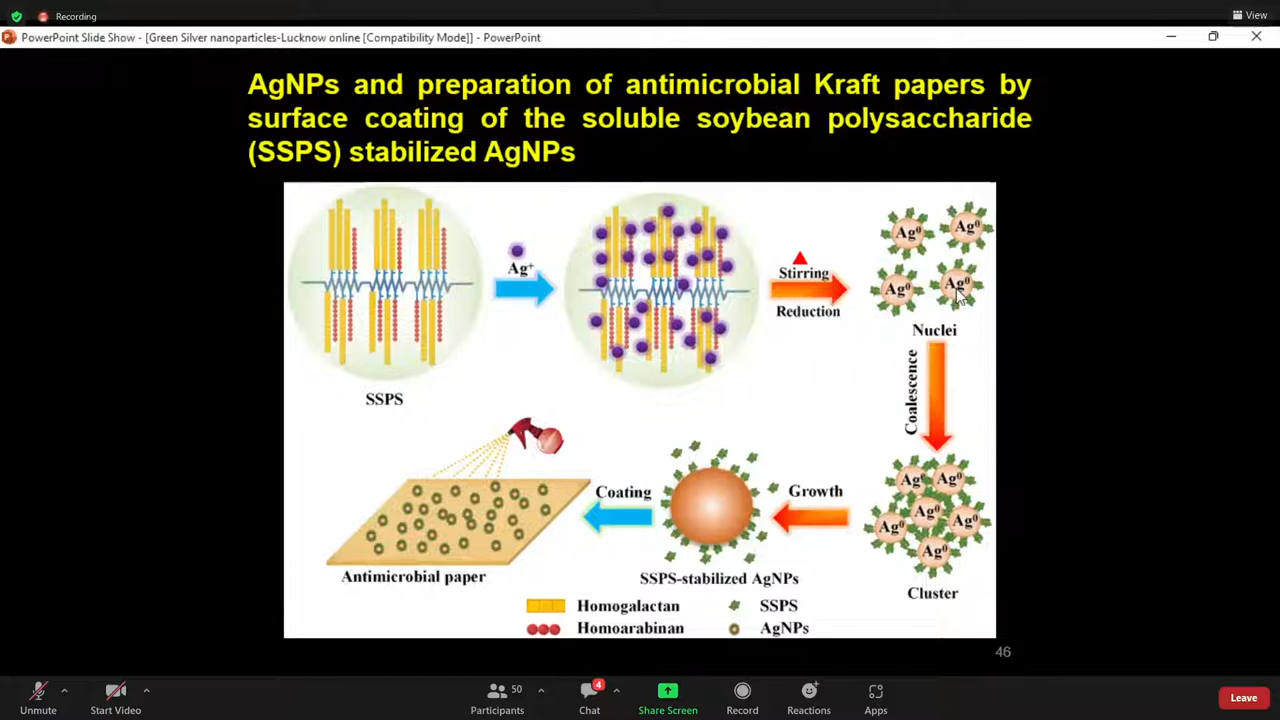 Recording
View
PowerPoint Slide Show - [Green Silver nanoparticles-Lucknow online [Compatibility Mode]] - PowerPoint
AgNPs and preparation of antimicrobial Kraft papers by
surface coating of the soluble soybean polysaccharide
(SSPS) stabilized AgNPs
Ag⁺
Stirring
Reduction
Ag⁰
Ag⁰
Ag⁰
Ag⁰
Nuclei
SSPS
Coalescence
Coating
Growth
Ag⁰
Ag⁰
Ag⁰
Ag⁰
Ag⁰
Ag⁰
Antimicrobial paper
SSPS-stabilized AgNPs
Cluster
Homogalactan
SSPS
Homoarabinan
AgNPs
46
Unmute
Start Video
50
Participants
4
Chat
Share Screen
Record
Reactions
Apps
Leave